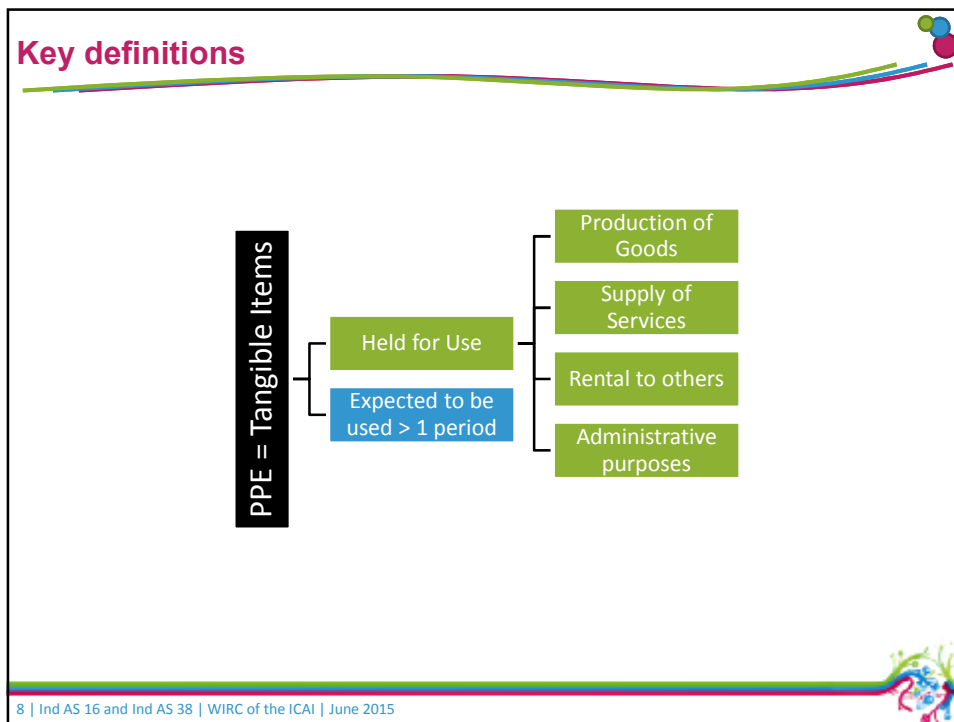 Key definitions
PPE = Tangible Items
Held for Use
Expected to be
used > 1 period
Production of
Goods
Supply of
Services
Rental to others
Administrative
purposes
8 | Ind AS 16 and Ind AS 38 | WIRC of the ICAI | June 2015